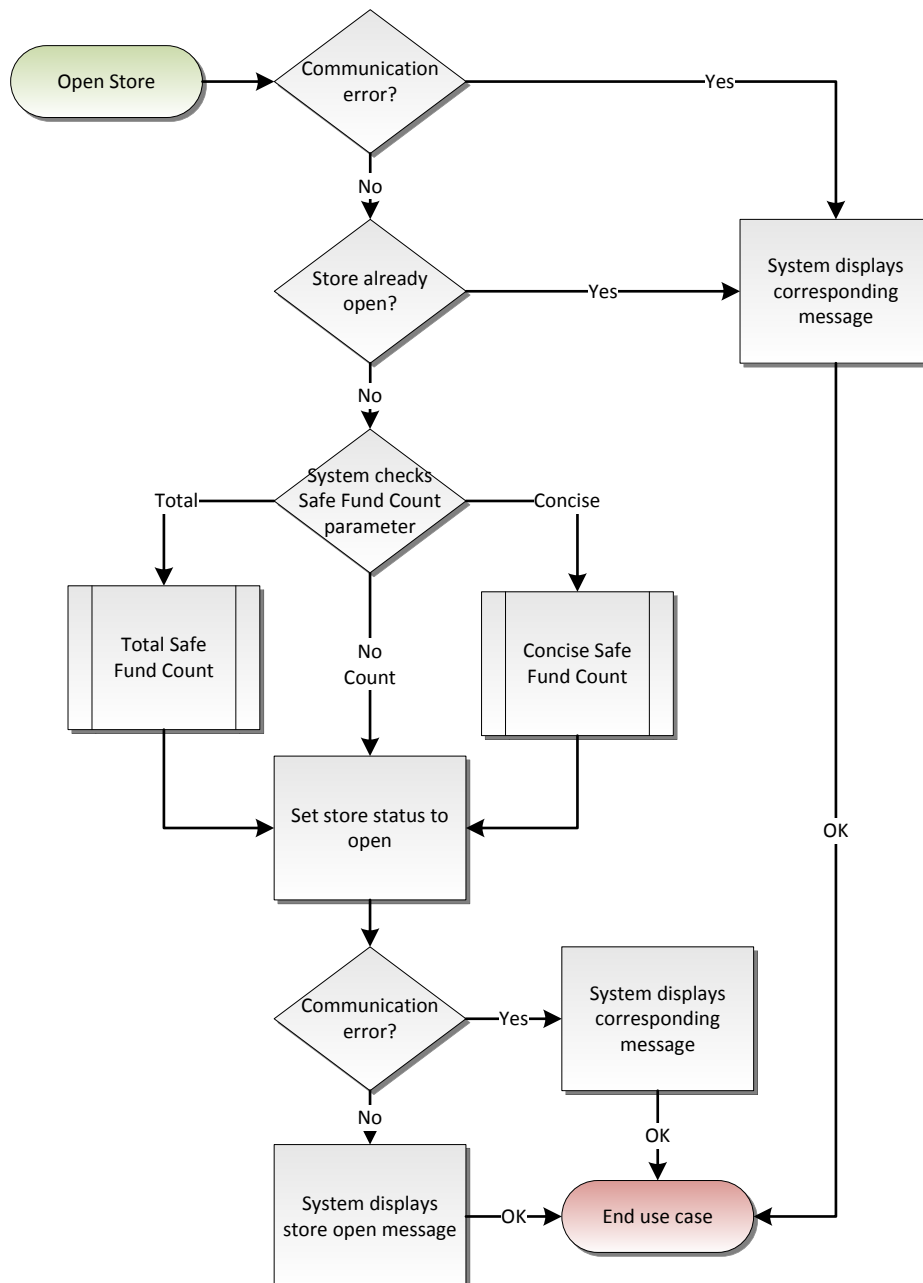 Open Store
Communication
error?
Yes
No
Store already
open?
Yes
System displays
corresponding
message
No
System checks
Safe Fund Count
parameter
Total
Concise
Total Safe
Fund Count
No
Count
Concise Safe
Fund Count
Set store status to
open
OK
Communication
error?
Yes
System displays
corresponding
message
No
OK
System displays
store open message
OK
End use case